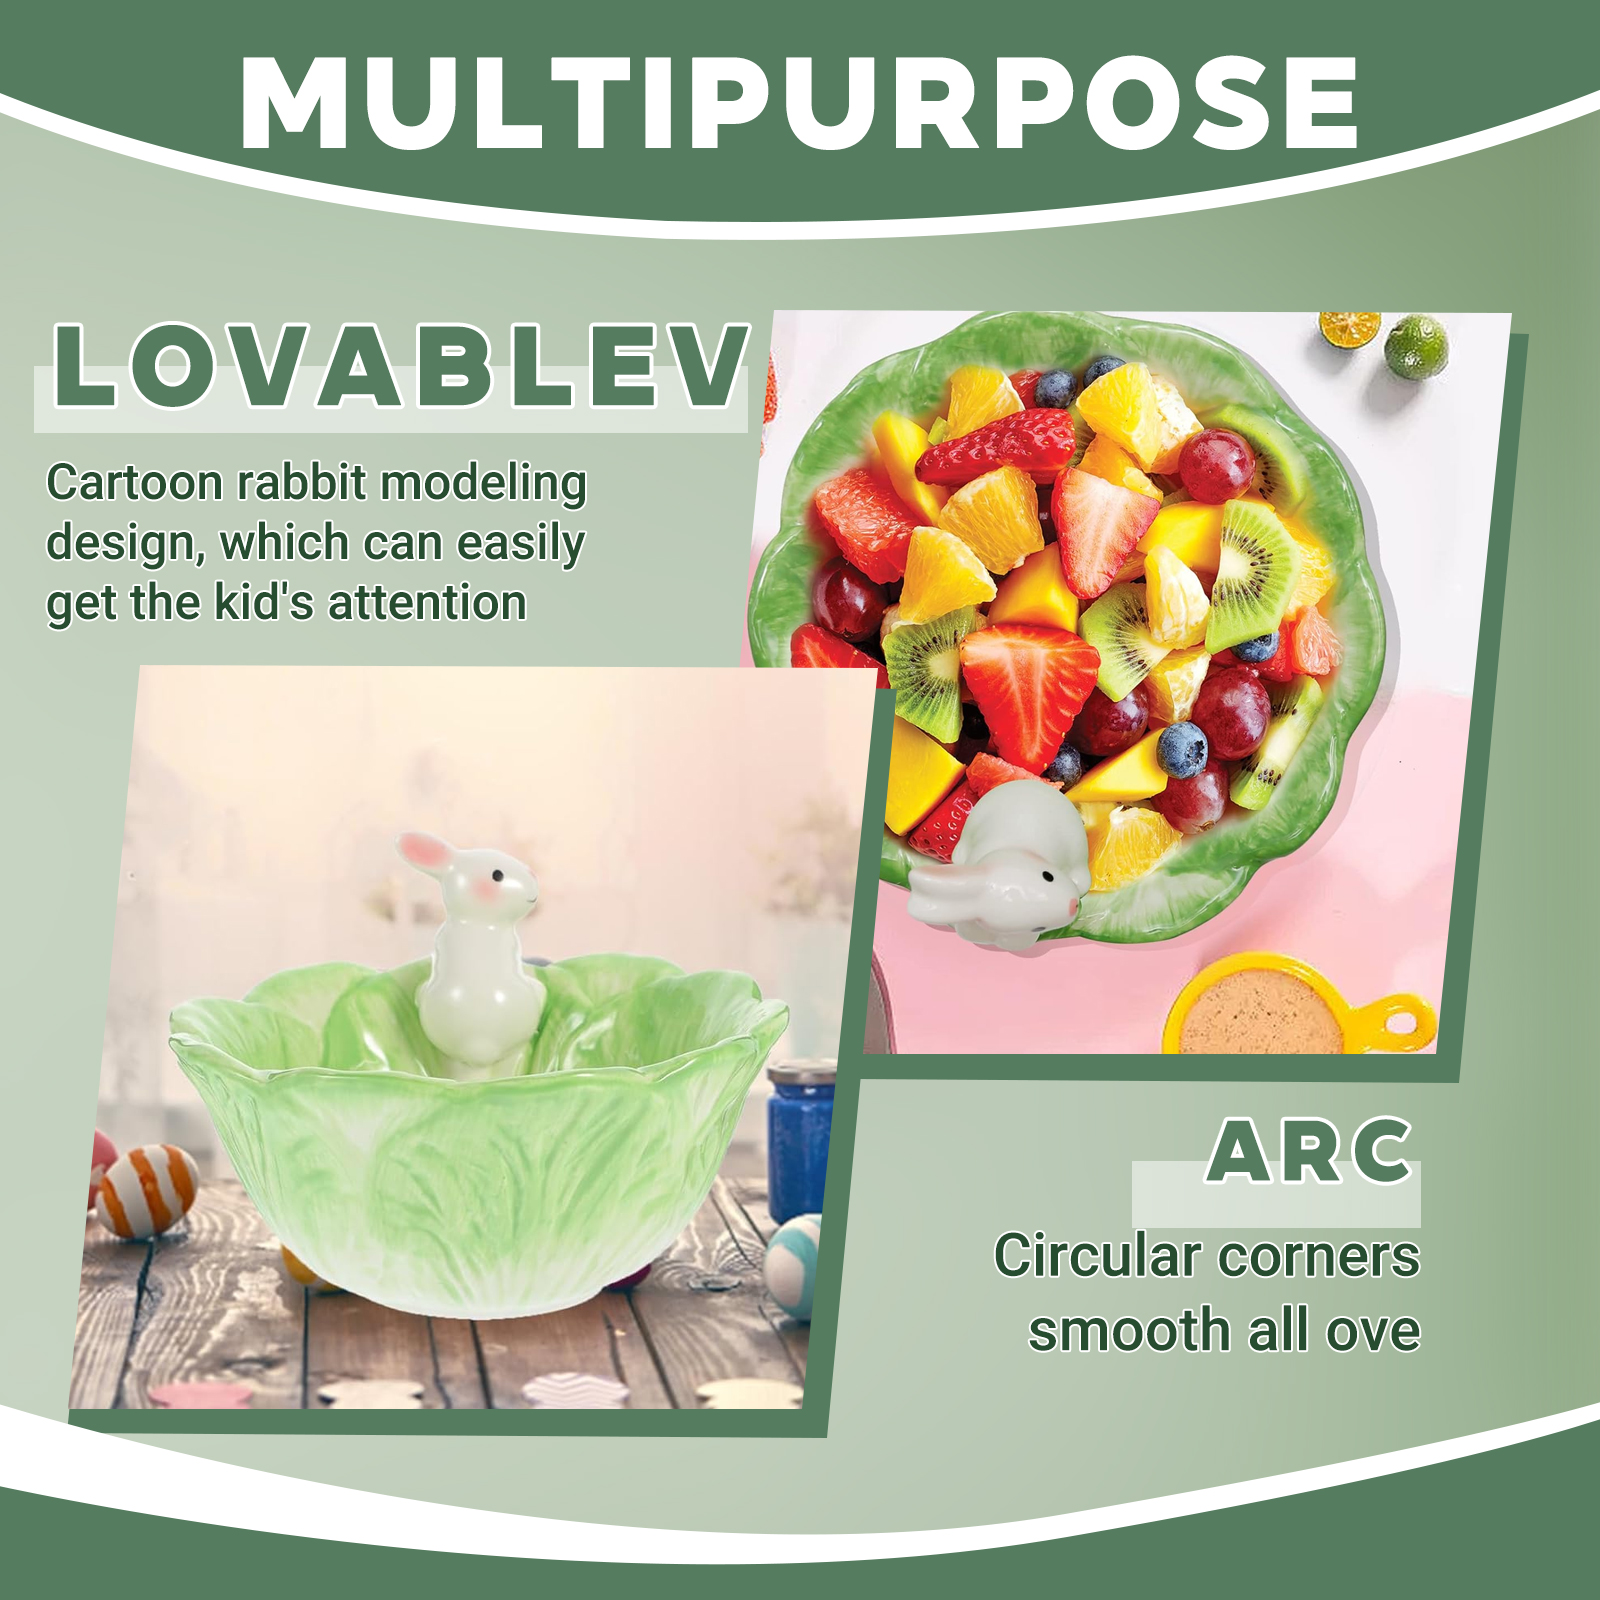 MULTIPURPOSE
LOVABLEV
Cartoon rabbit modeling
design, which can easily
get the kid's attention
ARC
Circular corners
smooth all ove